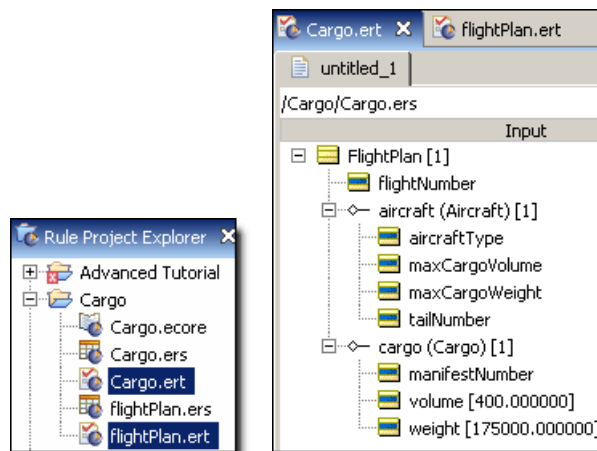 Rule Project Explorer
Advanced Tutorial
Cargo
Cargo.ecore
Cargo.ers
Cargo.ert
flightPlan.ers
flightPlan.ert
Cargo.ert flightPlan.ert
untitled_1
/Cargo/Cargo.ers
Input
FlightPlan [1]
flightNumber
aircraft (Aircraft) [1]
aircraftType
maxCargoVolume
maxCargoWeight
tailNumber
cargo (Cargo) [1]
manifestNumber
volume [400.000000]
weight [175000.000000]